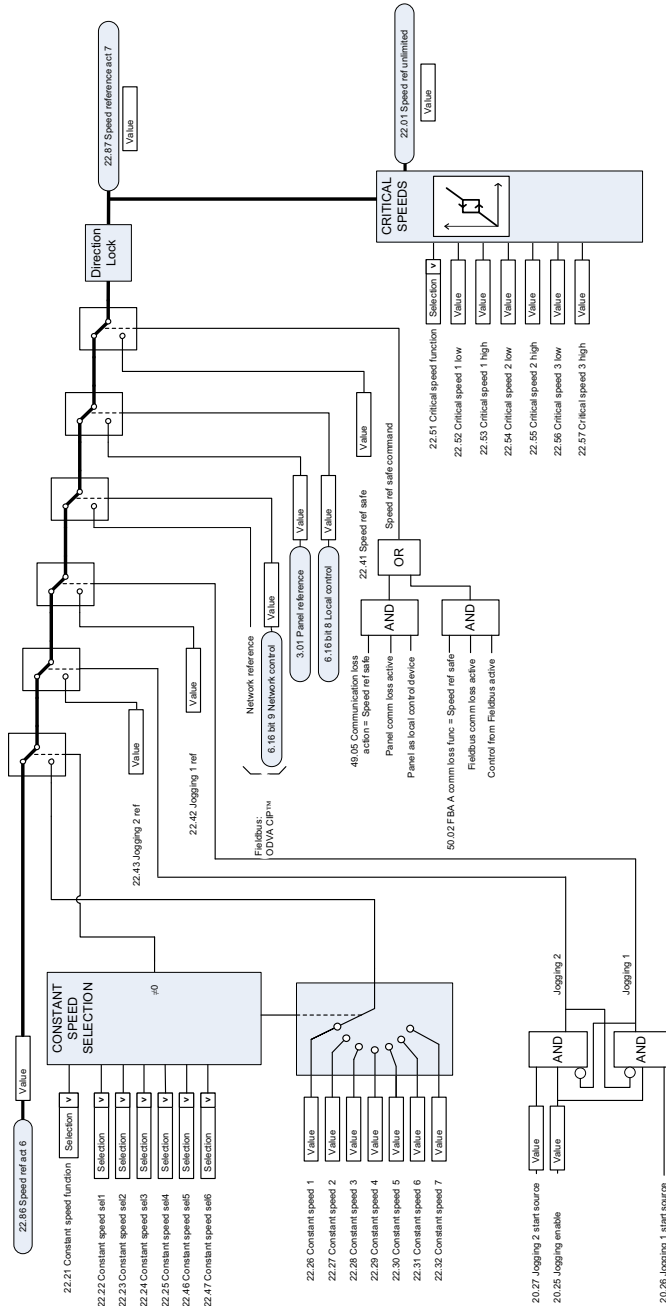 22.86 Speed ref act 6
Value
22.21 Constant speed function
Selection
v
22.22 Constant speed sel1
Selection
v
22.23 Constant speed sel2
Selection
v
22.24 Constant speed sel3
Selection
v
22.25 Constant speed sel4
Selection
v
22.46 Constant speed sel5
Selection
v
22.47 Constant speed sel6
Selection
v
CONSTANT
SPEED
SELECTION
≠0
22.26 Constant speed 1
Value
22.27 Constant speed 2
Value
22.28 Constant speed 3
Value
22.29 Constant speed 4
Value
22.30 Constant speed 5
Value
22.31 Constant speed 6
Value
22.32 Constant speed 7
Value
20.27 Jogging 2 start source
Value
20.25 Jogging enable
Value
20.26 Jogging 1 start source
Value
AND
AND
Jogging 2
Jogging 1
22.43 Jogging 2 ref
Value
22.42 Jogging 1 ref
Value
Fieldbus:
ODVA CIP™
Network reference
6.16 bit 9 Network control
Value
3.01 Panel reference
Value
6.16 bit 8 Local control
Value
22.41 Speed ref safe
Value
49.05 Communication loss
action = Speed ref safe
Panel comm loss active
Panel as local control device
AND
50.02 FBA A comm loss func = Speed ref safe
Fieldbus comm loss active
Control from Fieldbus active
AND
OR
Speed ref safe command
Direction
Lock
22.87 Speed reference act 7
Value
22.51 Critical speed function
Selection
v
22.52 Critical speed 1 low
Value
22.53 Critical speed 1 high
Value
22.54 Critical speed 2 low
Value
22.55 Critical speed 2 high
Value
22.56 Critical speed 3 low
Value
22.57 Critical speed 3 high
Value
CRITICAL
SPEEDS
22.01 Speed ref unlimited
Value